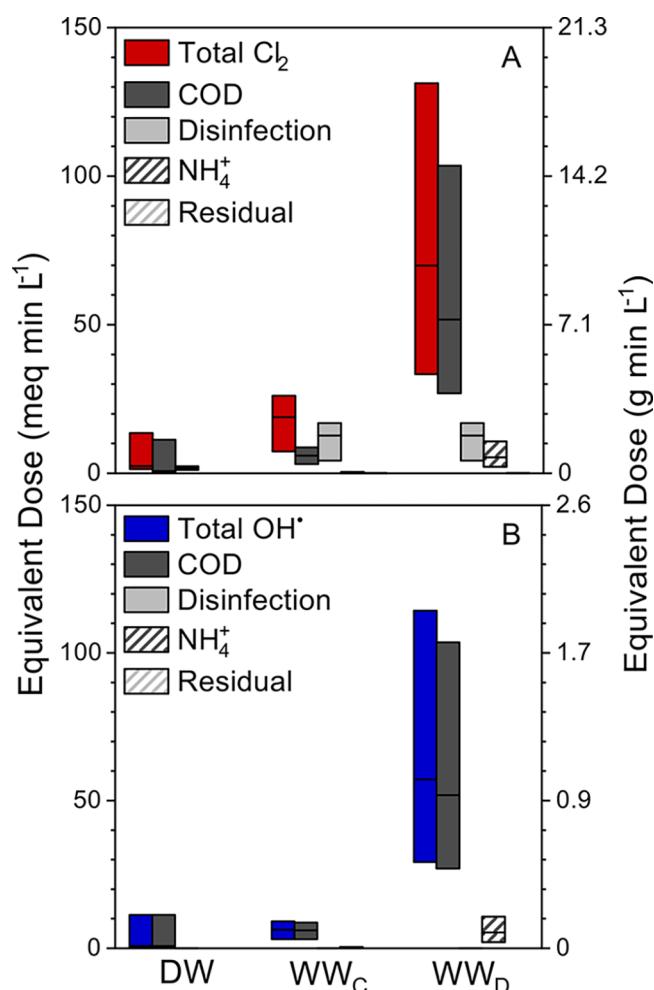 Equivalent Dose (meq min L⁻¹)
Equivalent Dose (g min L⁻¹)
A
150
100
50
0
21.3
14.2
7.1
0
Total Cl₂
COD
Disinfection
NH₄⁺
Residual
B
150
100
50
0
2.6
1.7
0.9
0
Total OH•
COD
Disinfection
NH₄⁺
Residual
DW WW_C WW_D